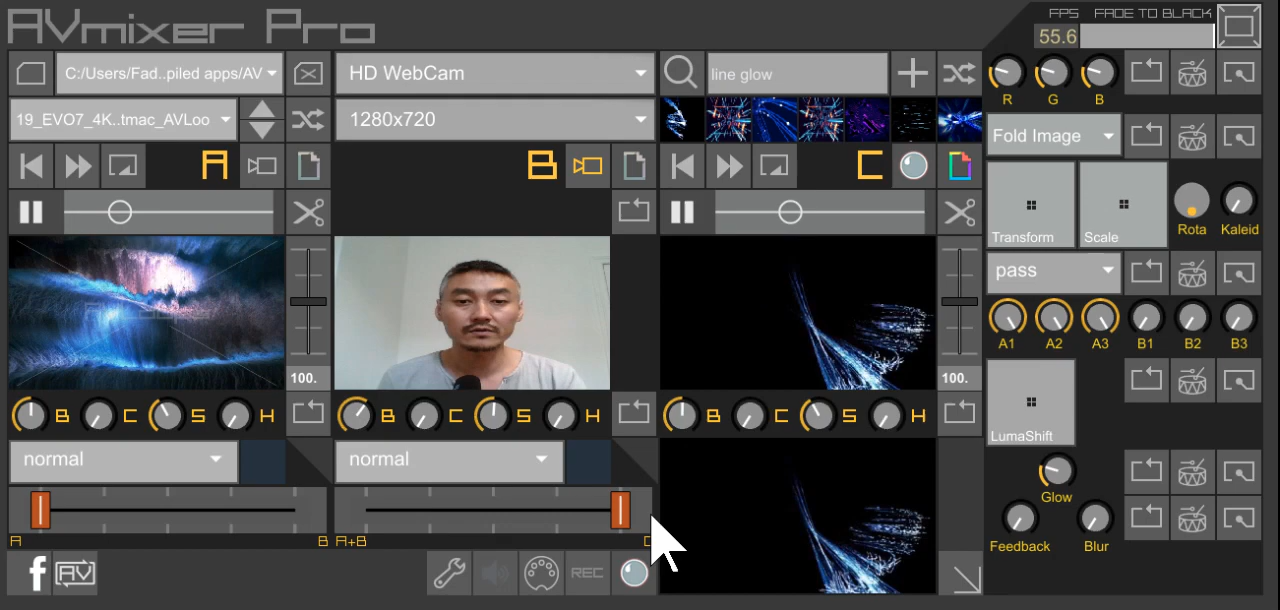 AVmixer Pro
FPS FADE TO BLACK
55.6
C:/Users/Fad..piled apps/AV
HD WebCam
line glow
R G B
19_EVO7_4K..tmac_AVLoo
1280x720
Fold Image
A
B
C
Transform
Scale
Rota
Kaleid
pass
A1 A2 A3 B1 B2 B3
100.
100.
B C S H
B C S H
B C S H
LumaShift
normal
normal
Glow
A B A+B
Feedback
Blur
f AV
REC